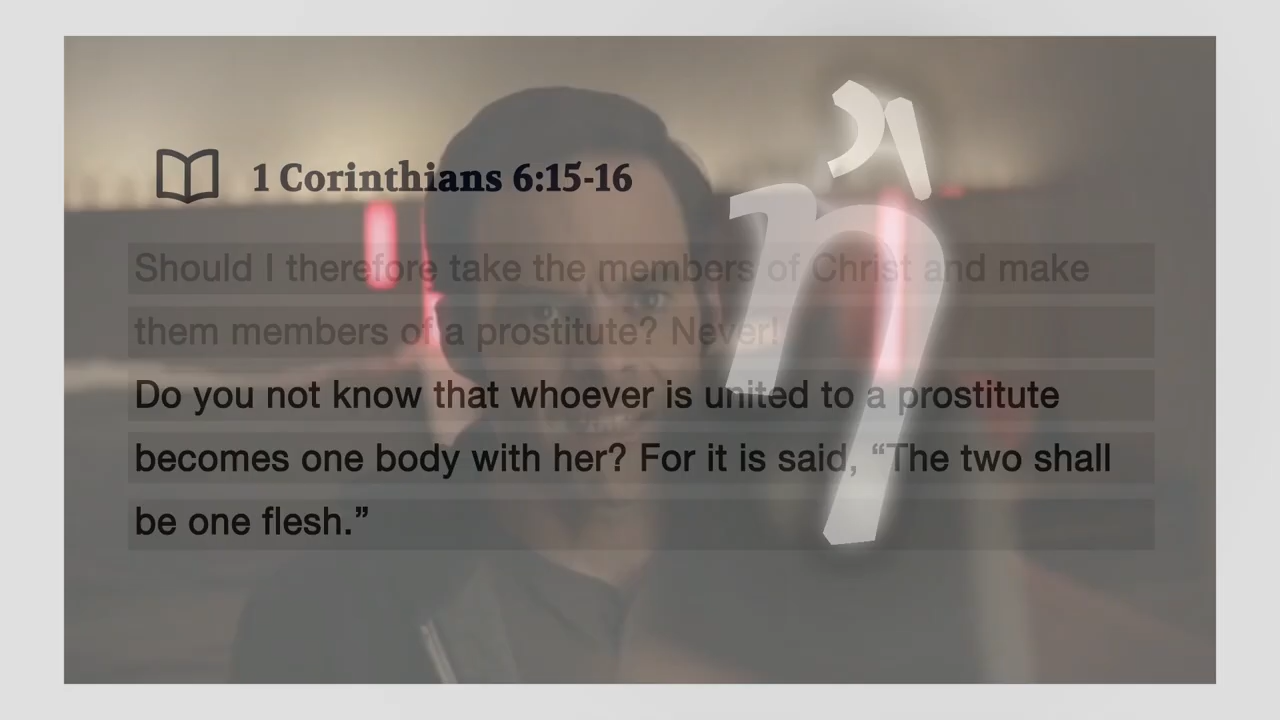 1 Corinthians 6:15-16
ἢ
Should I therefore take the members of Christ and make
them members of a prostitute? Never!
Do you not know that whoever is united to a prostitute
becomes one body with her? For it is said, “The two shall
be one flesh.”